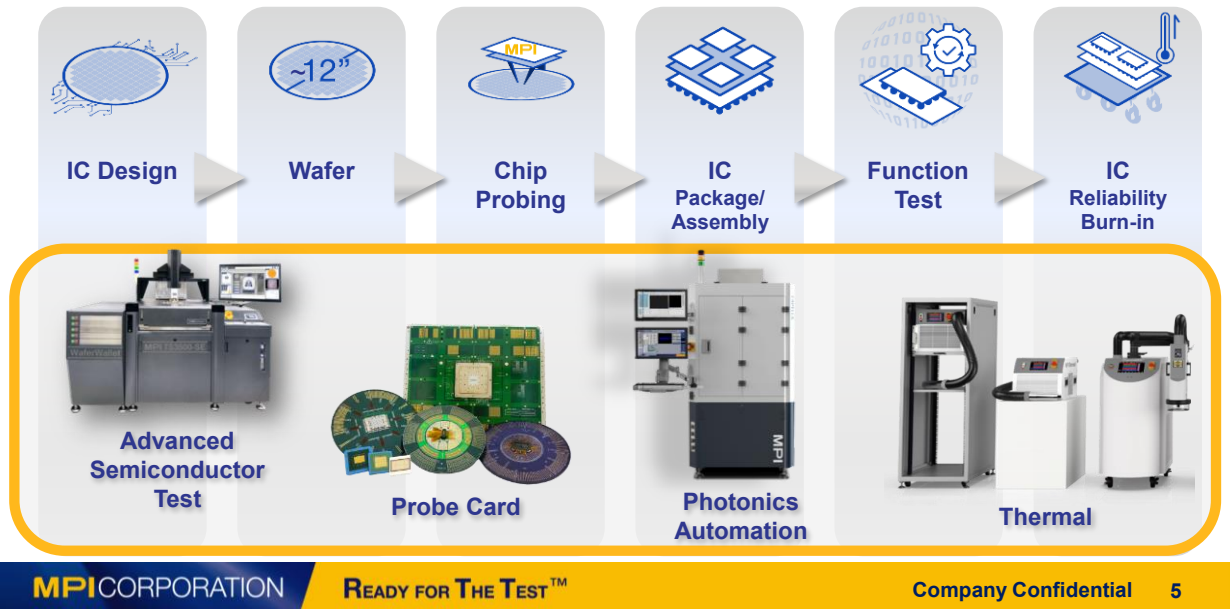 ~12”
MPI
IC Design
Wafer
Chip
Probing
IC
Package/
Assembly
Function
Test
IC
Reliability
Burn-in
WaferWallet
Advanced
Semiconductor
Test
Probe Card
MPI
Photonics
Automation
Thermal
MPICORPORATION
READY FOR THE TEST™
Company Confidential 5